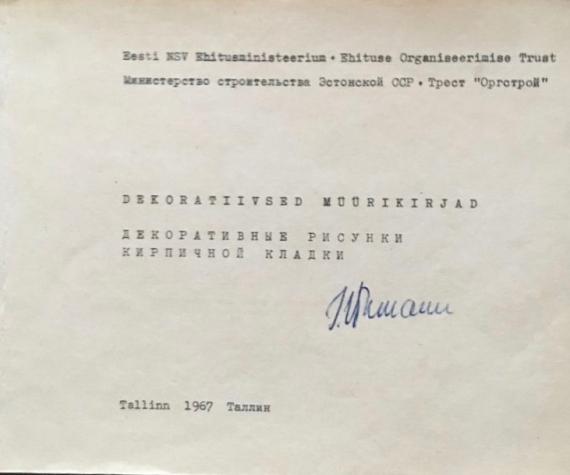 Eesti NSV Ehitusministeerium • Ehituse Organiseerimise Trust
Министерство строительства Эстонской ССР • Трест "Оргстрой"
DEKORATIIVSED MÜÜRIKIRJAD
ДЕКОРАТИВНЫЕ РИСУНКИ
КИРПИЧНОЙ КЛАДКИ
Tallinn 1967 Таллин